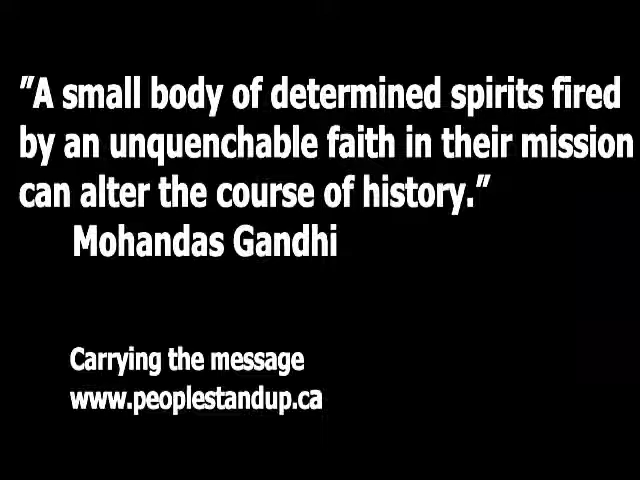 "A small body of determined spirits fired
by an unquenchable faith in their mission
can alter the course of history."
Mohandas Gandhi
Carrying the message
www.peoplestandup.ca